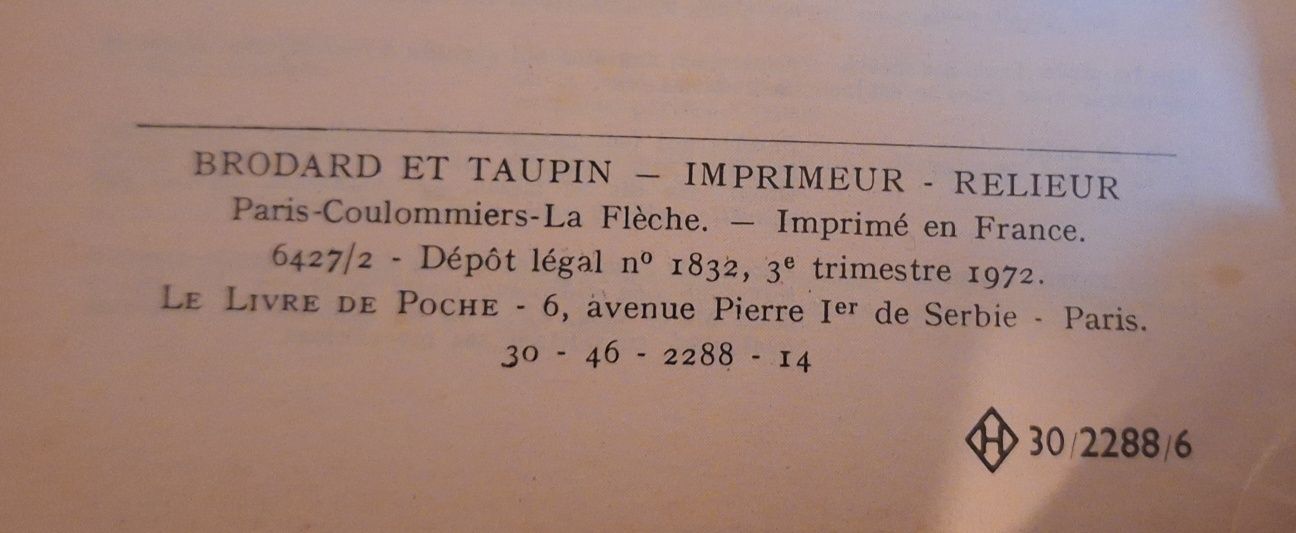 BRODARD ET TAUPIN — IMPRIMEUR - RELIEUR
Paris-Coulommiers-La Flèche. — Imprimé en France.
6427/2 - Dépôt légal nº 1832, 3e trimestre 1972.
LE LIVRE DE POCHE - 6, avenue Pierre Ier de Serbie - Paris.
30 - 46 - 2288 - 14
H 30/2288/6